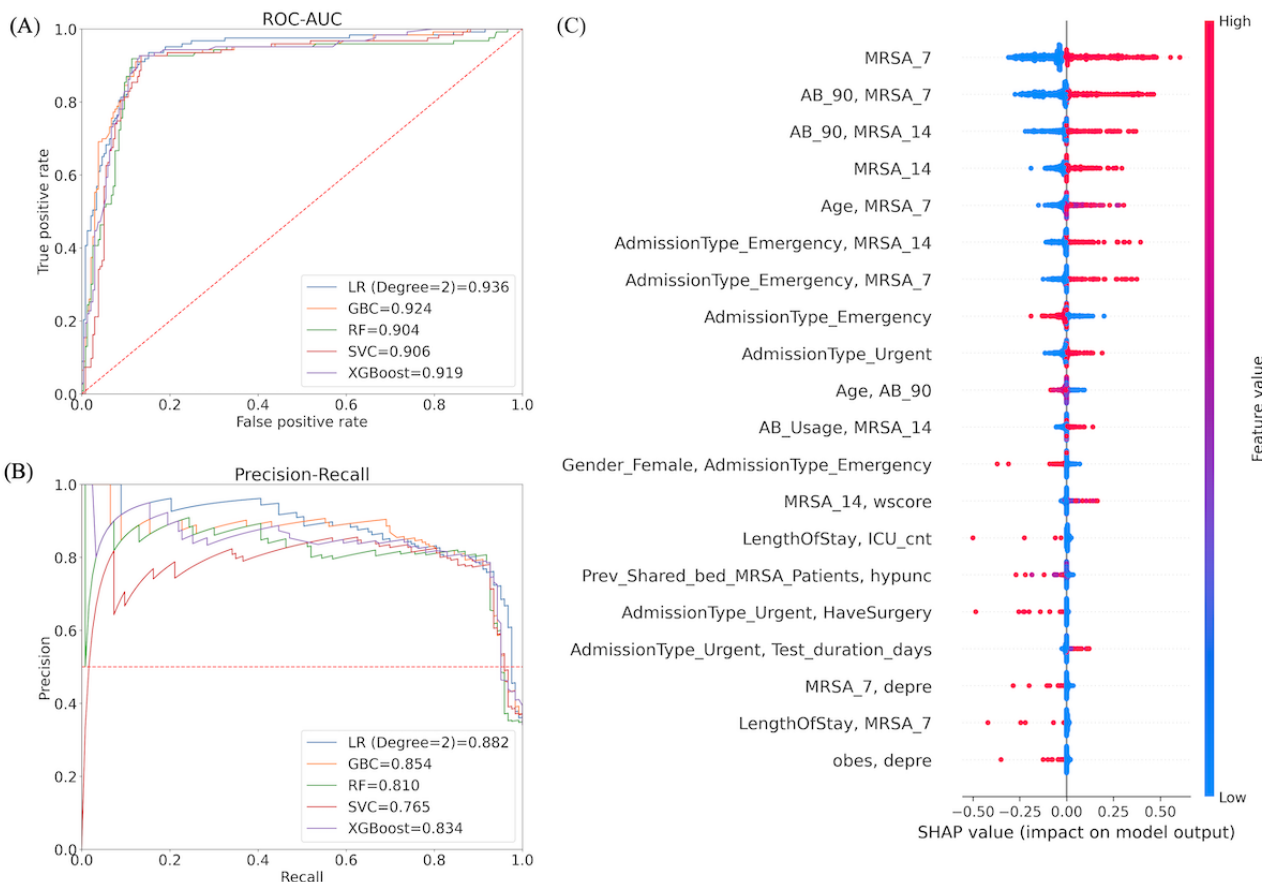 (A)
ROC-AUC
1.0
0.8
0.6
0.4
0.2
0.0
True positive rate
LR (Degree=2)=0.936
GBC=0.924
RF=0.904
SVC=0.906
XGBoost=0.919
0.0 0.2 0.4 0.6 0.8 1.0
False positive rate
(B)
Precision-Recall
1.0
0.8
0.6
0.4
0.2
0.0
Precision
LR (Degree=2)=0.882
GBC=0.854
RF=0.810
SVC=0.765
XGBoost=0.834
0.0 0.2 0.4 0.6 0.8 1.0
Recall
(C)
MRSA_7
AB_90, MRSA_7
AB_90, MRSA_14
MRSA_14
Age, MRSA_7
AdmissionType_Emergency, MRSA_14
AdmissionType_Emergency, MRSA_7
AdmissionType_Emergency
AdmissionType_Urgent
Age, AB_90
AB_Usage, MRSA_14
Gender_Female, AdmissionType_Emergency
MRSA_14, wscore
LengthOfStay, ICU_cnt
Prev_Shared_bed_MRSA_Patients, hypunc
AdmissionType_Urgent, HaveSurgery
AdmissionType_Urgent, Test_duration_days
MRSA_7, depre
LengthOfStay, MRSA_7
obes, depre
−0.50 −0.25 0.00 0.25 0.50
SHAP value (impact on model output)
High
Feature value
Low